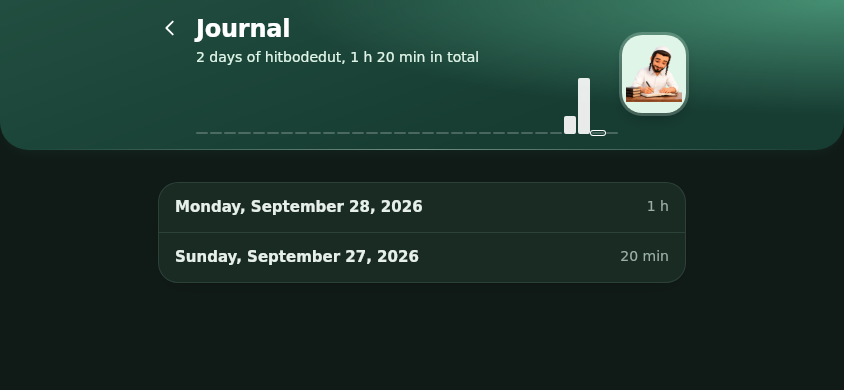 Journal
2 days of hitbodedut, 1 h 20 min in total
Monday, September 28, 2026 1 h
Sunday, September 27, 2026 20 min